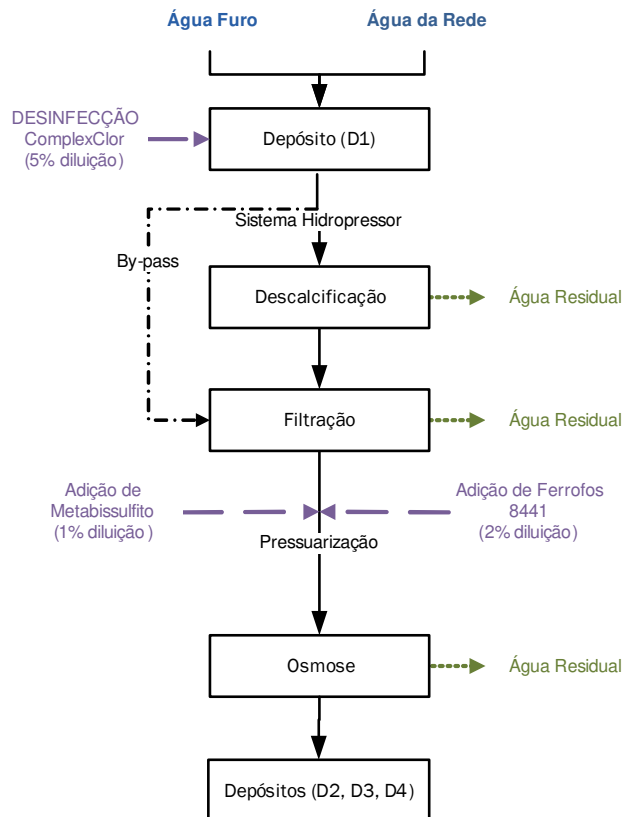 Água Furo
Água da Rede
DESINFECÇÃO
ComplexClor
(5% diluição)
Depósito (D1)
Sistema Hidropressor
By-pass
Descalcificação
Água Residual
Filtração
Água Residual
Adição de
Metabissulfito
(1% diluição )
Adição de Ferrofos
8441
(2% diluição)
Pressuarização
Osmose
Água Residual
Depósitos (D2, D3, D4)